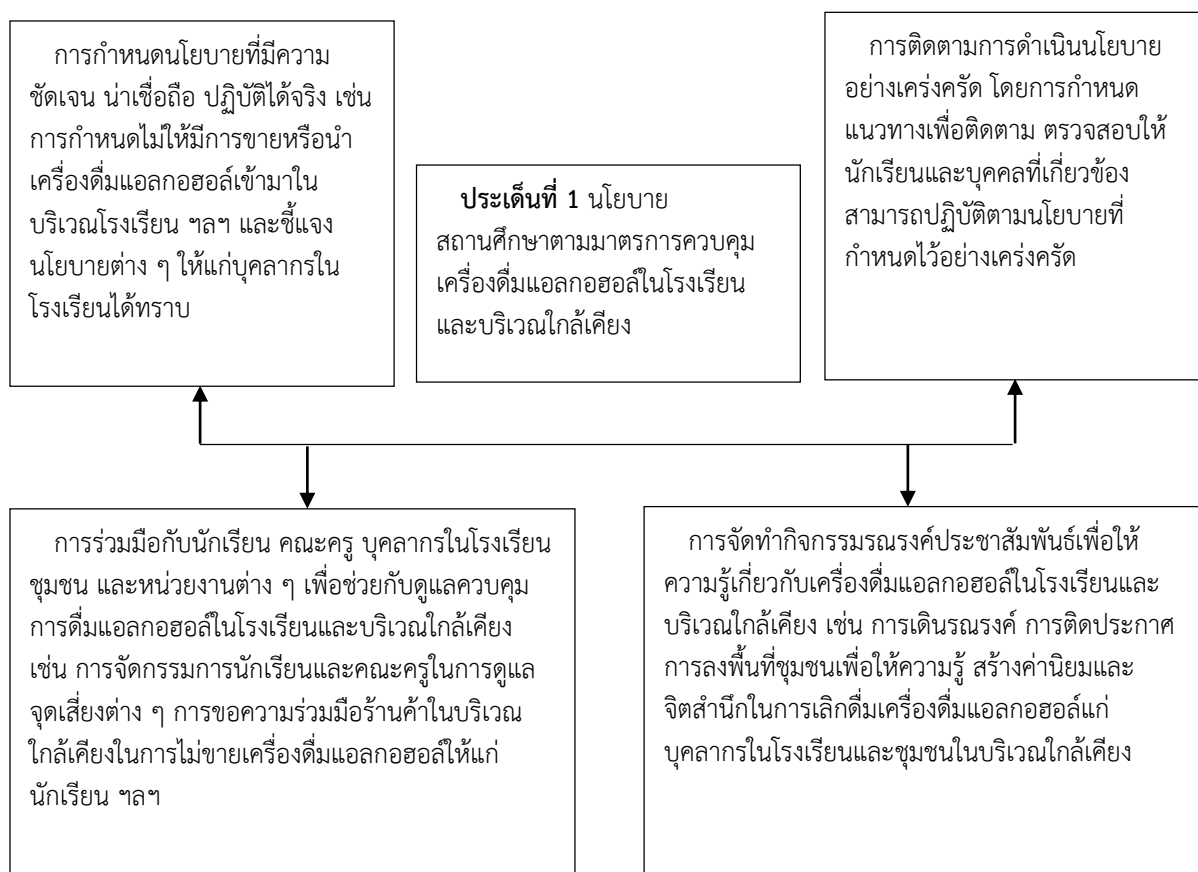 การกำหนดนโยบายที่มีความ
ชัดเจน น่าเชื่อถือ ปฏิบัติได้จริง เช่น
การกำหนดไม่ให้มีการขายหรือนำ
เครื่องดื่มแอลกอฮอล์เข้ามาใน
บริเวณโรงเรียน ฯลฯ และชี้แจง
นโยบายต่าง ๆ ให้แก่บุคลากรใน
โรงเรียนได้ทราบ
ประเด็นที่ 1 นโยบาย
สถานศึกษาตามมาตรการควบคุม
เครื่องดื่มแอลกอฮอล์ในโรงเรียน
และบริเวณใกล้เคียง
การติดตามการดำเนินนโยบาย
อย่างเคร่งครัด โดยการกำหนด
แนวทางเพื่อติดตาม ตรวจสอบให้
นักเรียนและบุคคลที่เกี่ยวข้อง
สามารถปฏิบัติตามนโยบายที่
กำหนดไว้อย่างเคร่งครัด
การร่วมมือกับนักเรียน คณะครู บุคลากรในโรงเรียน
ชุมชน และหน่วยงานต่าง ๆ เพื่อช่วยกับดูแลควบคุม
การดื่มแอลกอฮอล์ในโรงเรียนและบริเวณใกล้เคียง
เช่น การจัดกรรมการนักเรียนและคณะครูในการดูแล
จุดเสี่ยงต่าง ๆ การขอความร่วมมือร้านค้าในบริเวณ
ใกล้เคียงในการไม่ขายเครื่องดื่มแอลกอฮอล์ให้แก่
นักเรียน ฯลฯ
การจัดทำกิจกรรมรณรงค์ประชาสัมพันธ์เพื่อให้
ความรู้เกี่ยวกับเครื่องดื่มแอลกอฮอล์ในโรงเรียนและ
บริเวณใกล้เคียง เช่น การเดินรณรงค์ การติดประกาศ
การลงพื้นที่ชุมชนเพื่อให้ความรู้ สร้างค่านิยมและ
จิตสำนึกในการเลิกดื่มเครื่องดื่มแอลกอฮอล์แก่
บุคลากรในโรงเรียนและชุมชนในบริเวณใกล้เคียง